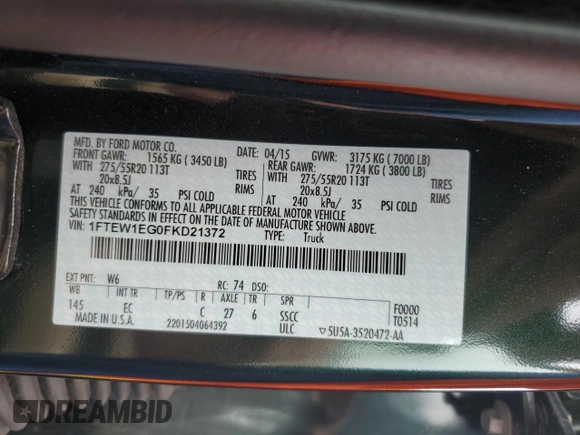 MFD. BY FORD MOTOR CO. 04/15 GVWR: 3175 KG ( 7000 LB)
FRONT GAWR: 1565 KG ( 3450 LB) REAR GAWR: 1724 KG ( 3800 LB)
WITH 275/55R20 113T TIRES WITH 275/55R20 113T TIRES
20x8.5J RIMS 20x8.5J RIMS
AT 240 kPa/ 35 PSI COLD AT 240 kPa/ 35 PSI COLD
THIS VEHICLE CONFORMS TO ALL APPLICABLE FEDERAL MOTOR VEHICLE
SAFETY STANDARDS IN EFFECT ON THE DATE OF MANUFACTURE SHOWN ABOVE.
VIN: 1FTEW1EG0FKD21372 TYPE: Truck
EXT PNT: W6 RC: 74 DSO:
WB INT TR TP/PS R AXLE TR SPR F0000
145 EC C 27 6 SSCC T0514
MADE IN U.S.A. 2201504064392 ULC ▽5U5A-3520472-AA
DREAMBID